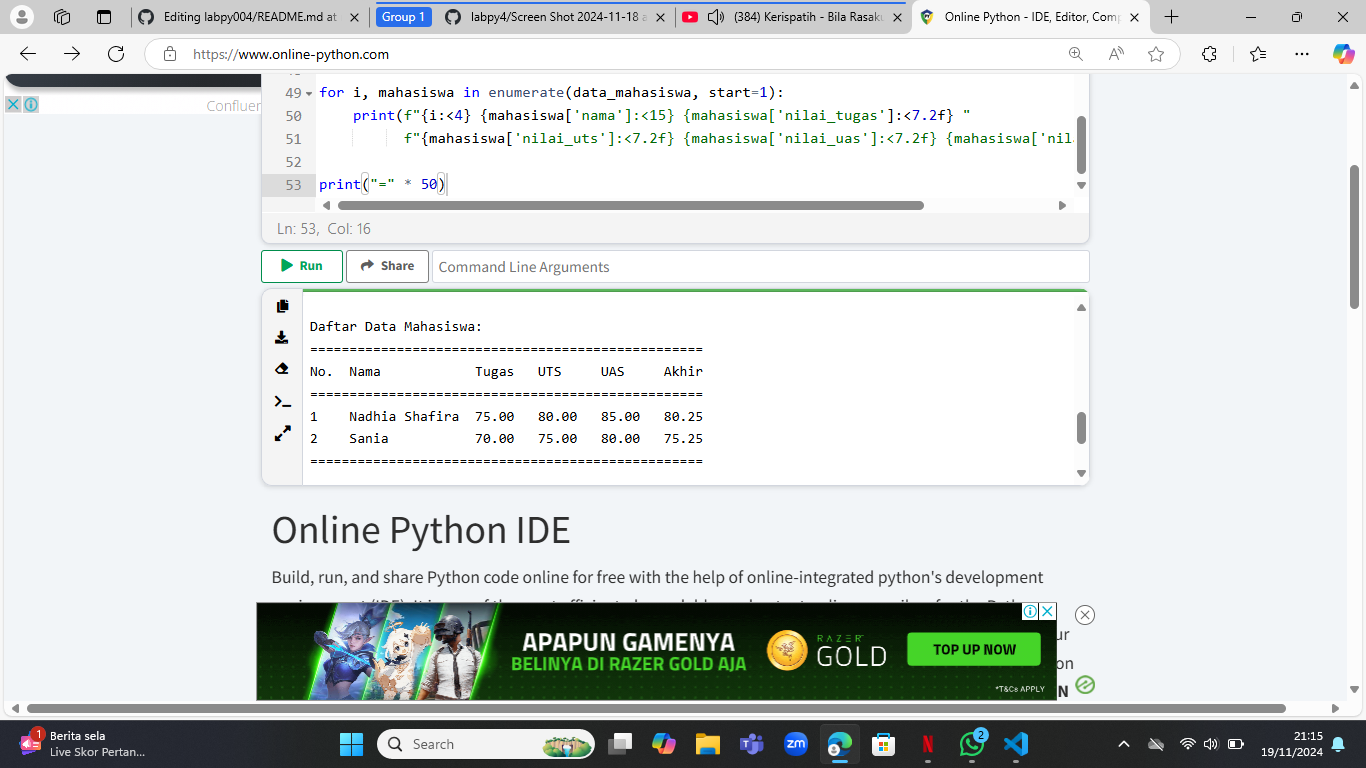 Editing labpy004/README.md at
Group 1
labpy4/Screen Shot 2024-11-18 a
(384) Kerispatih - Bila Rasaku
Online Python - IDE, Editor, Comp
https://www.online-python.com
Confluen
49 for i, mahasiswa in enumerate(data_mahasiswa, start=1):
50 print(f"{i:<4} {mahasiswa['nama']:<15} {mahasiswa['nilai_tugas']:<7.2f} "
51 f"{mahasiswa['nilai_uts']:<7.2f} {mahasiswa['nilai_uas']:<7.2f} {mahasiswa['nil
52
53 print("=" * 50)
Ln: 53, Col: 16
Run
Share
Command Line Arguments
Daftar Data Mahasiswa:
==================================================
No. Nama Tugas UTS UAS Akhir
==================================================
1 Nadhia Shafira 75.00 80.00 85.00 80.25
2 Sania 70.00 75.00 80.00 75.25
==================================================
Online Python IDE
Build, run, and share Python code online for free with the help of online-integrated python's development
ur
on
N
APAPUN GAMENYA
BELINYA DI RAZER GOLD AJA
RAZER
GOLD
TOP UP NOW
*T&Cs APPLY
1
Berita sela
Live Skor Pertan...
Search
zm
N
2
21:15
19/11/2024